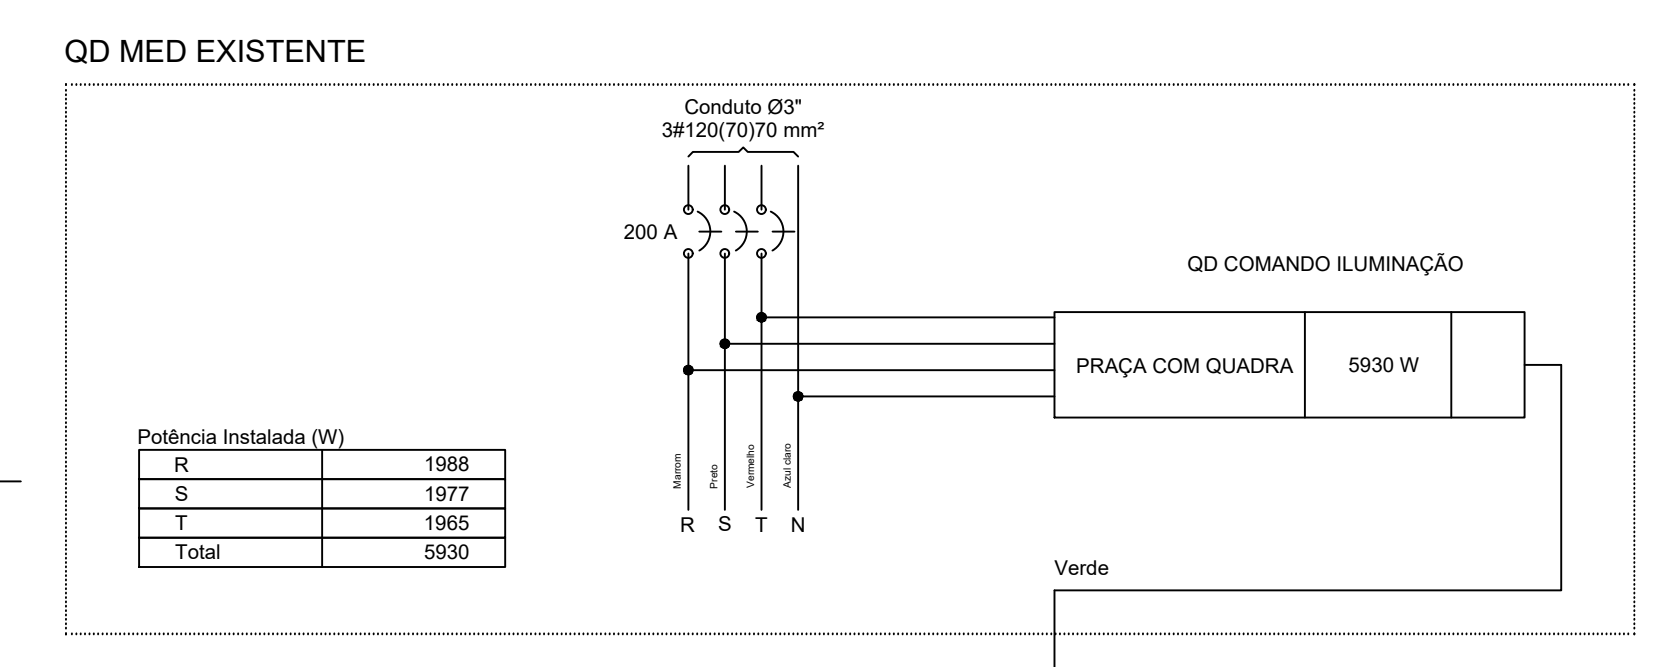 QD MED EXISTENTE
Conduto Ø3"
3#120(70)70 mm²
200 A
QD COMANDO ILUMINAÇÃO
PRAÇA COM QUADRA 5930 W
Potência Instalada (W)
R 1988
S 1977
T 1965
Total 5930
Marrom
Preto
Vermelho
Azul claro
R S T N
Verde